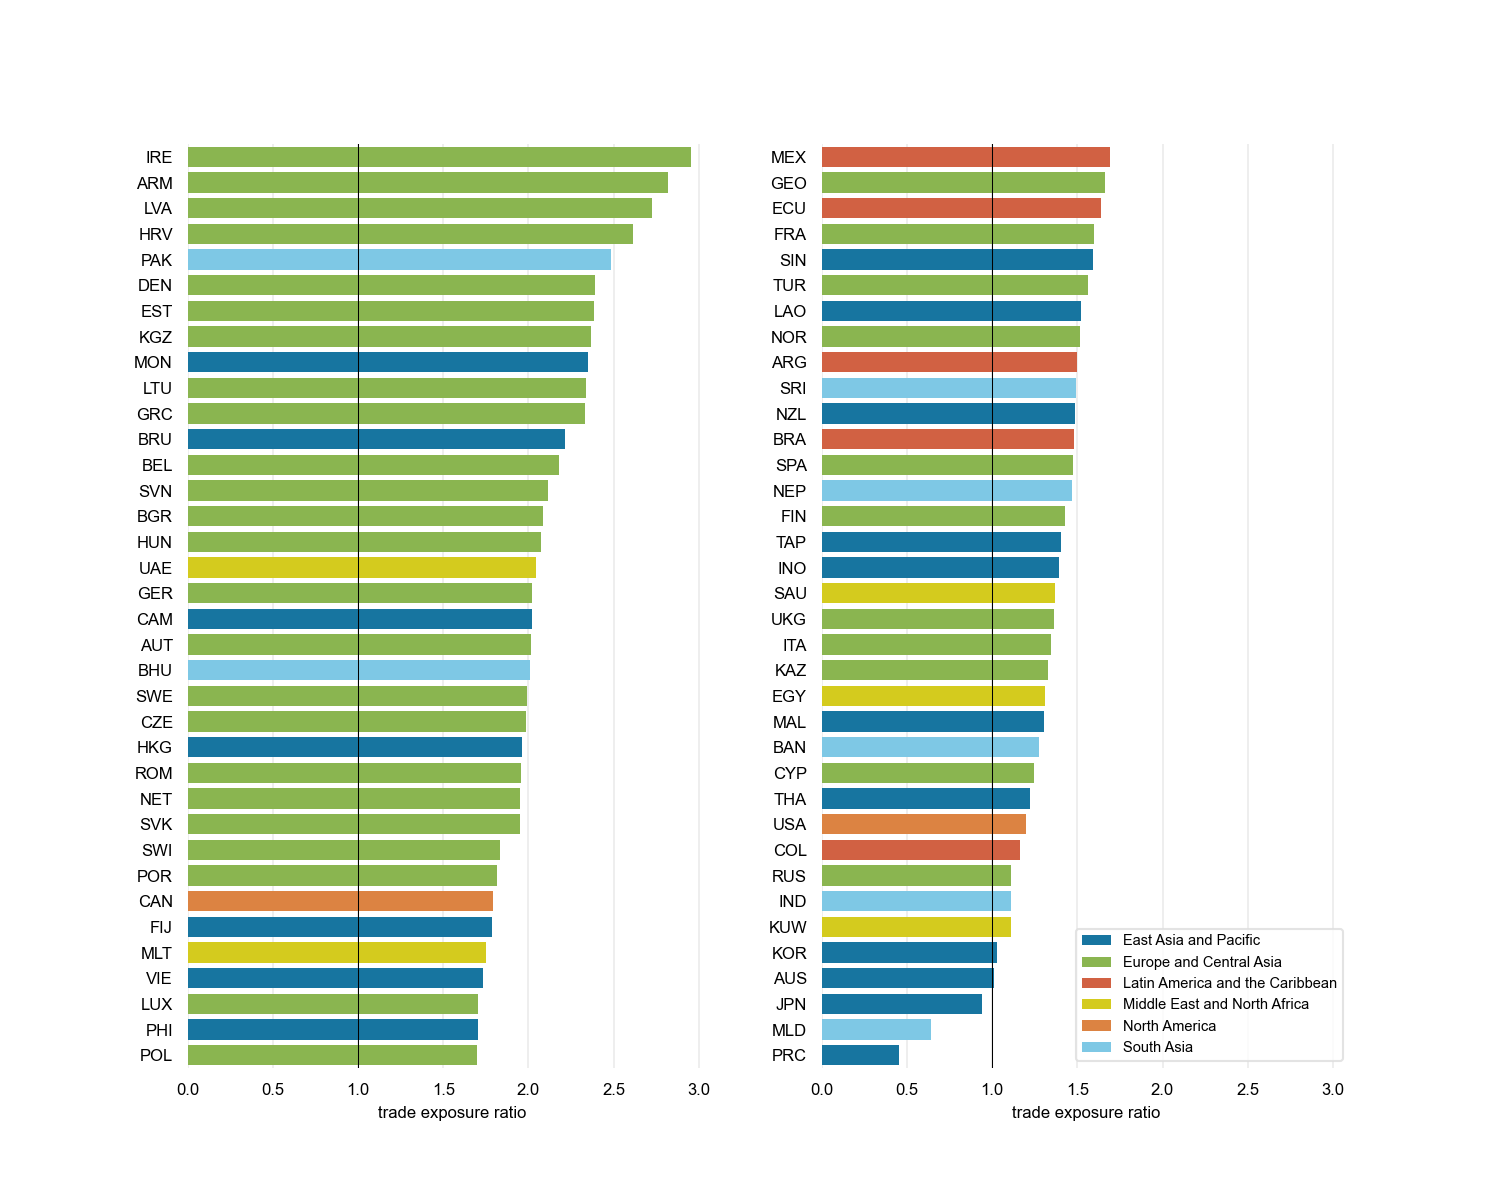 IRE
ARM
LVA
HRV
PAK
DEN
EST
KGZ
MON
LTU
GRC
BRU
BEL
SVN
BGR
HUN
UAE
GER
CAM
AUT
BHU
SWE
CZE
HKG
ROM
NET
SVK
SWI
POR
CAN
FIJ
MLT
VIE
LUX
PHI
POL
0.0 0.5 1.0 1.5 2.0 2.5 3.0
trade exposure ratio
MEX
GEO
ECU
FRA
SIN
TUR
LAO
NOR
ARG
SRI
NZL
BRA
SPA
NEP
FIN
TAP
INO
SAU
UKG
ITA
KAZ
EGY
MAL
BAN
CYP
THA
USA
COL
RUS
IND
KUW
KOR
AUS
JPN
MLD
PRC
0.0 0.5 1.0 1.5 2.0 2.5 3.0
trade exposure ratio
East Asia and Pacific
Europe and Central Asia
Latin America and the Caribbean
Middle East and North Africa
North America
South Asia